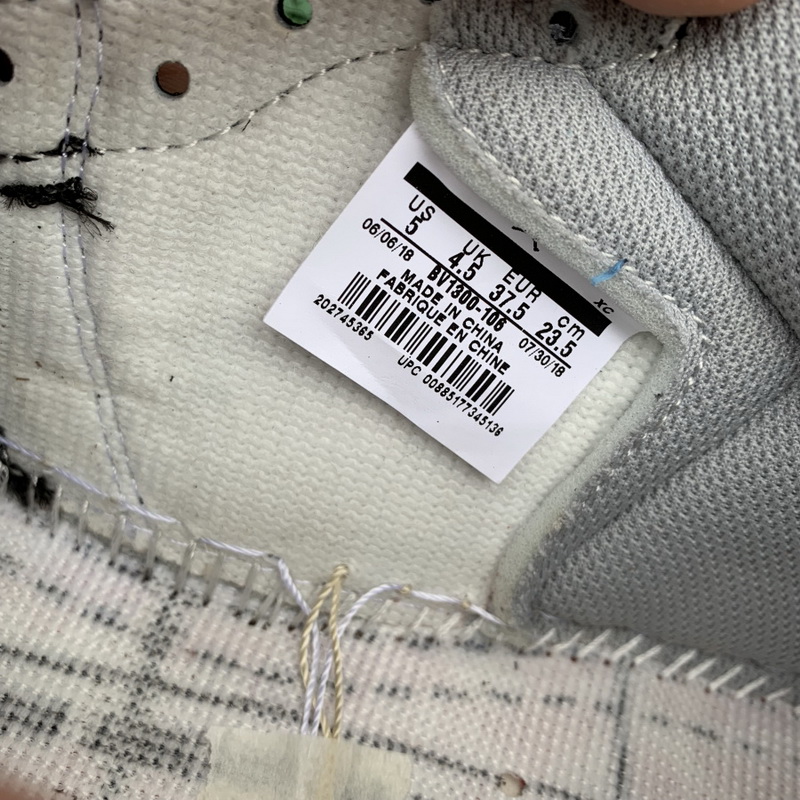 XC
US UK EUR cm
5 4.5 37.5 23.5
06/06/18 BV1300-106 07/30/18
MADE IN CHINA
FABRIQUE EN CHINE
202745365
UPC 00885177345136